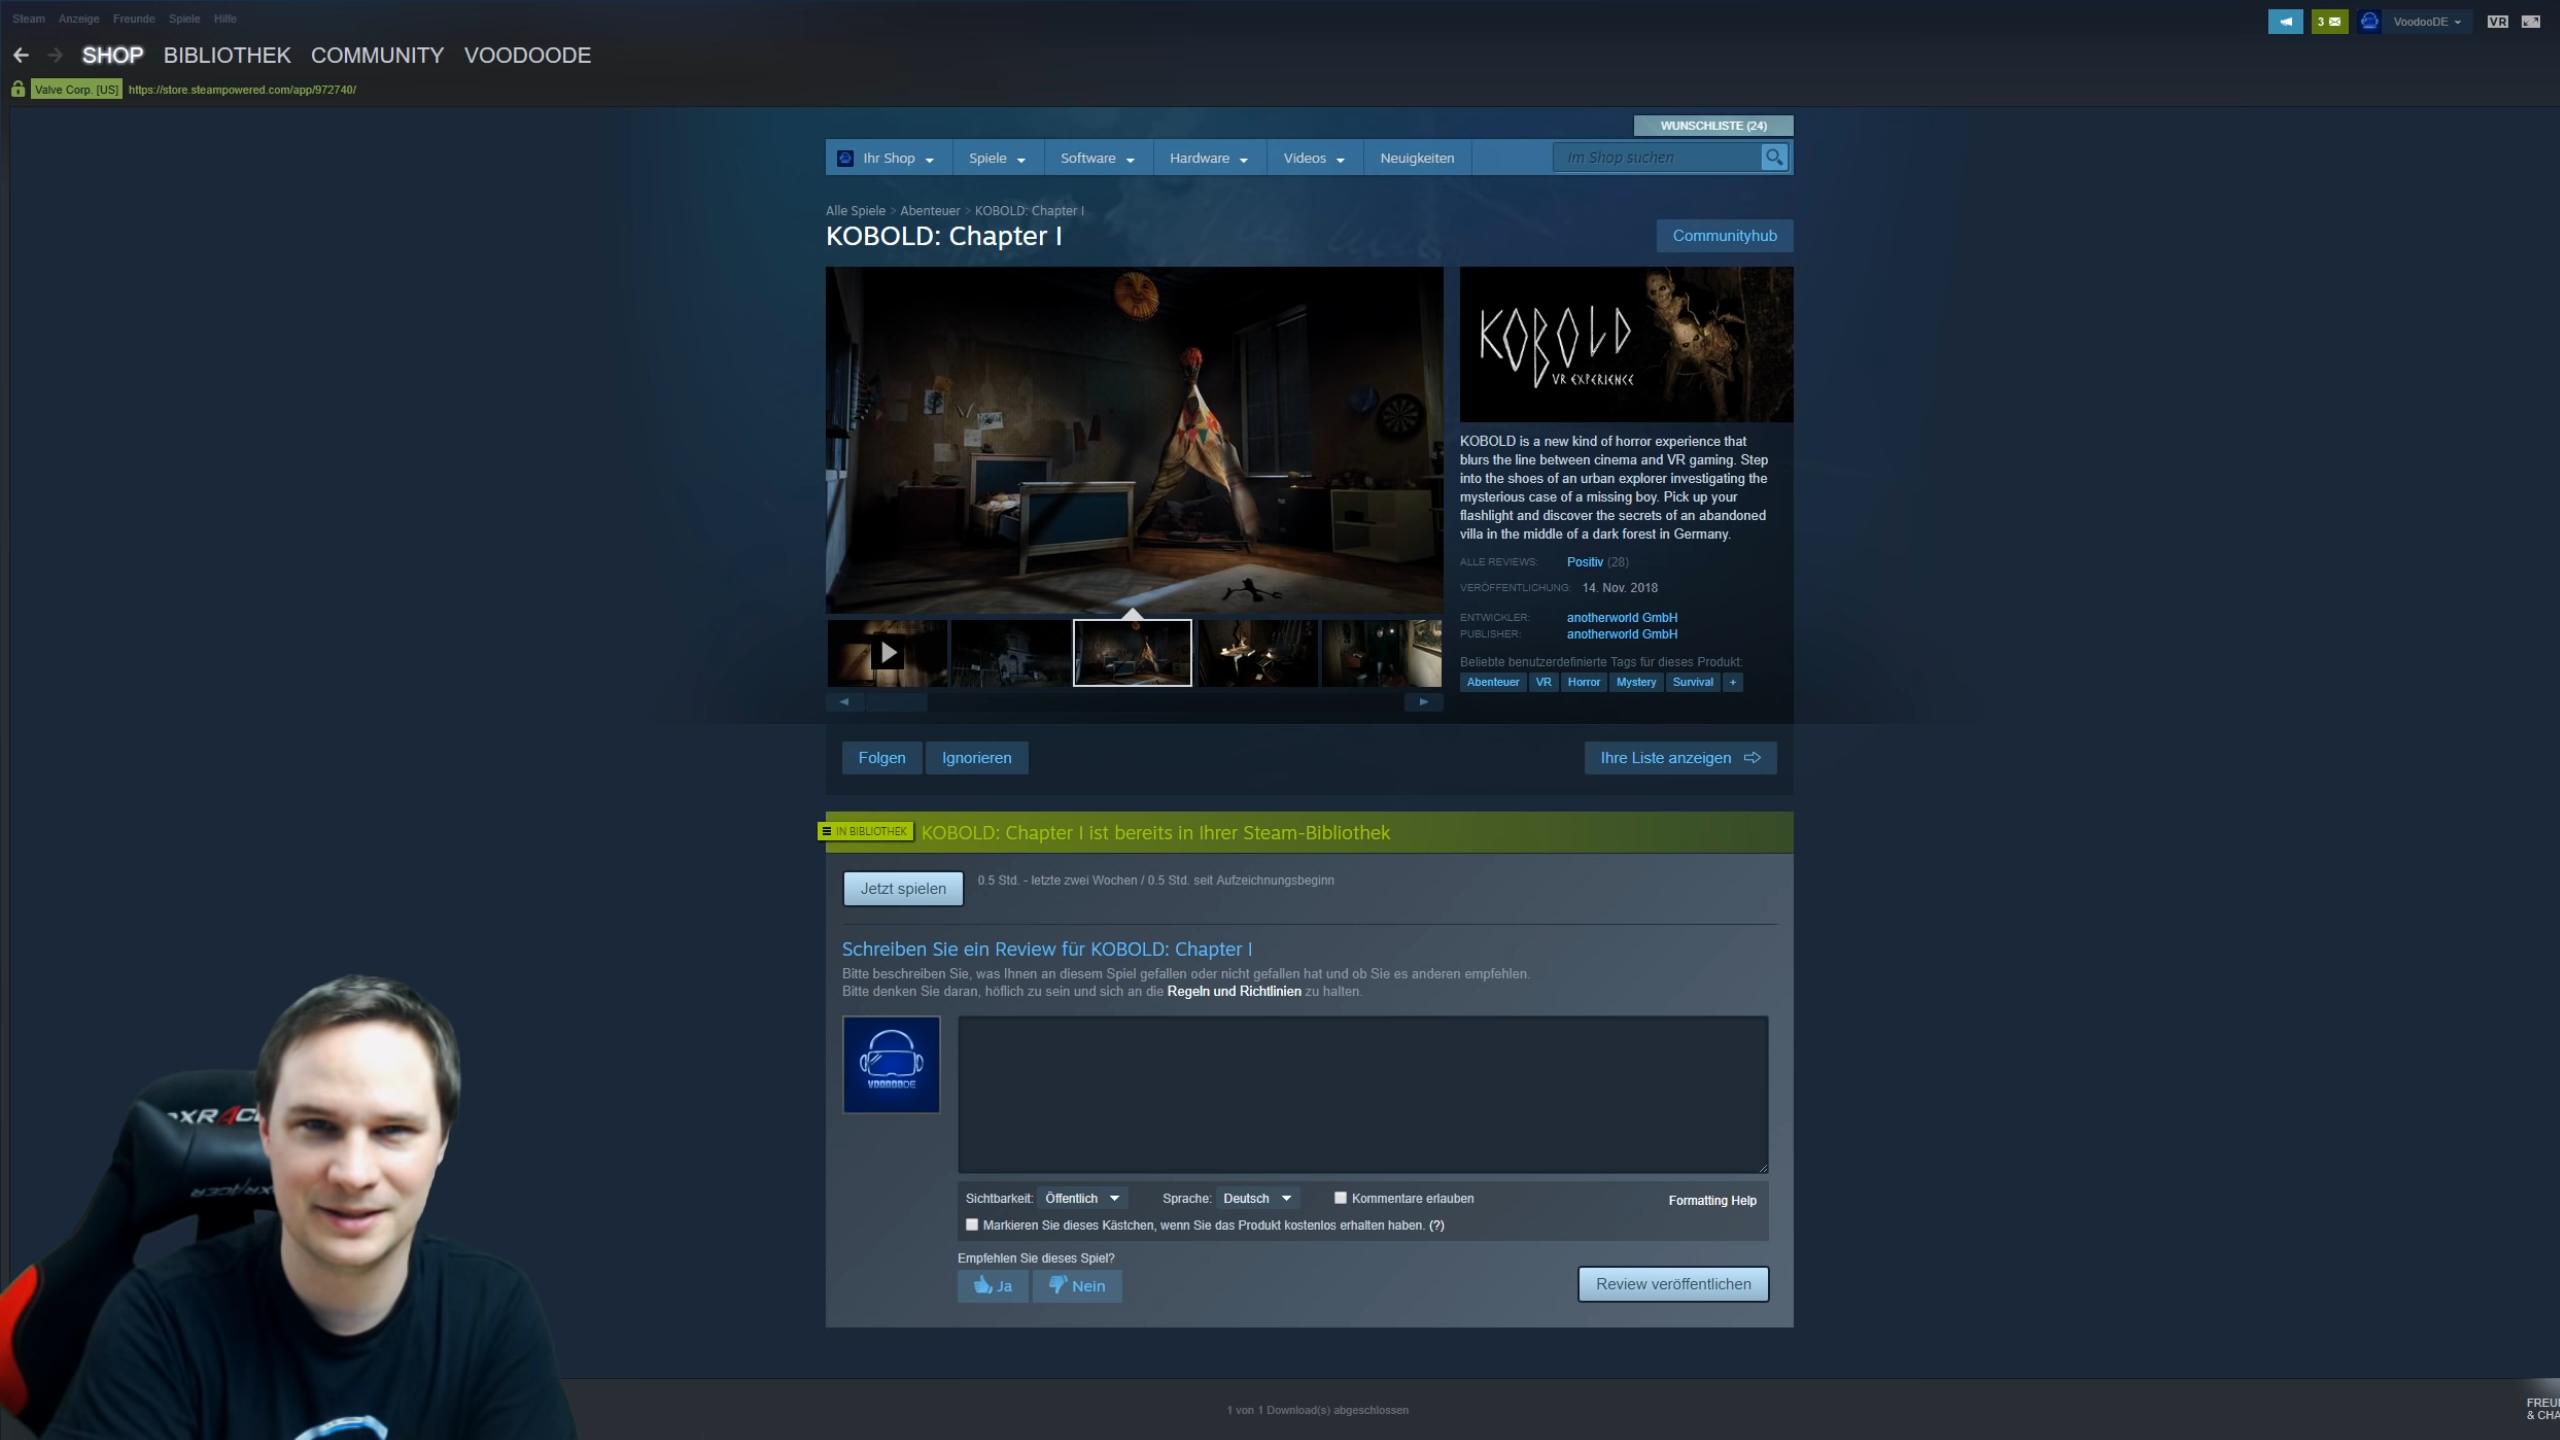 Steam Anzeige Freunde Spiele Hilfe
3 VoodooDE VR
SHOP BIBLIOTHEK COMMUNITY VOODOODE
Valve Corp. [US] https://store.steampowered.com/app/972740/
WUNSCHLISTE (24)
Ihr Shop Spiele Software Hardware Videos Neuigkeiten Im Shop suchen
Alle Spiele > Abenteuer > KOBOLD: Chapter I
KOBOLD: Chapter I
Communityhub
KOBOLD
VR EXPERIENCE
KOBOLD is a new kind of horror experience that
blurs the line between cinema and VR gaming. Step
into the shoes of an urban explorer investigating the
mysterious case of a missing boy. Pick up your
flashlight and discover the secrets of an abandoned
villa in the middle of a dark forest in Germany.
ALLE REVIEWS: Positiv (28)
VERÖFFENTLICHUNG: 14. Nov. 2018
ENTWICKLER: anotherworld GmbH
PUBLISHER: anotherworld GmbH
Beliebte benutzerdefinierte Tags für dieses Produkt:
Abenteuer VR Horror Mystery Survival +
Folgen Ignorieren Ihre Liste anzeigen
IN BIBLIOTHEK KOBOLD: Chapter I ist bereits in Ihrer Steam-Bibliothek
Jetzt spielen 0.5 Std. - letzte zwei Wochen / 0.5 Std. seit Aufzeichnungsbeginn
Schreiben Sie ein Review für KOBOLD: Chapter I
Bitte beschreiben Sie, was Ihnen an diesem Spiel gefallen oder nicht gefallen hat und ob Sie es anderen empfehlen.
Bitte denken Sie daran, höflich zu sein und sich an die Regeln und Richtlinien zu halten.
VOODOODE
Sichtbarkeit: Öffentlich Sprache: Deutsch Kommentare erlauben Formatting Help
Markieren Sie dieses Kästchen, wenn Sie das Produkt kostenlos erhalten haben. (?)
Empfehlen Sie dieses Spiel?
Ja Nein
Review veröffentlichen
1 von 1 Download(s) abgeschlossen
FREU
& CHA